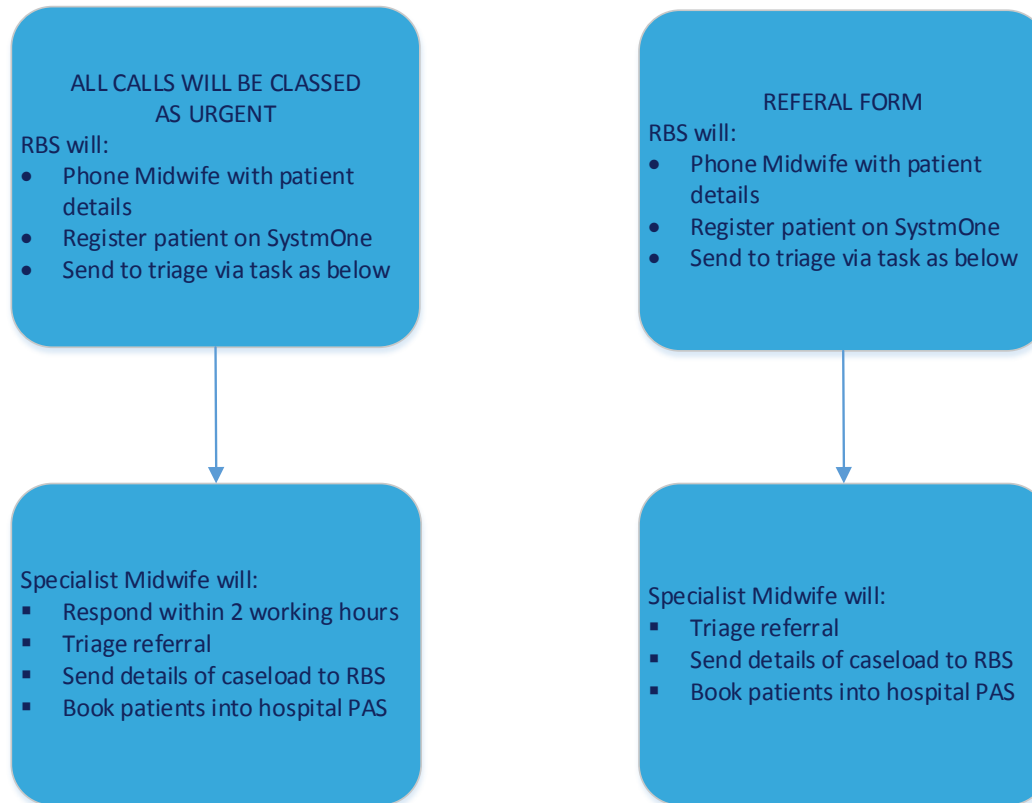 ALL CALLS WILL BE CLASSED
AS URGENT
RBS will:
• Phone Midwife with patient
details
• Register patient on SystmOne
• Send to triage via task as below
REFERAL FORM
RBS will:
• Phone Midwife with patient
details
• Register patient on SystmOne
• Send to triage via task as below
Specialist Midwife will:
▪ Respond within 2 working hours
▪ Triage referral
▪ Send details of caseload to RBS
▪ Book patients into hospital PAS
Specialist Midwife will:
▪ Triage referral
▪ Send details of caseload to RBS
▪ Book patients into hospital PAS